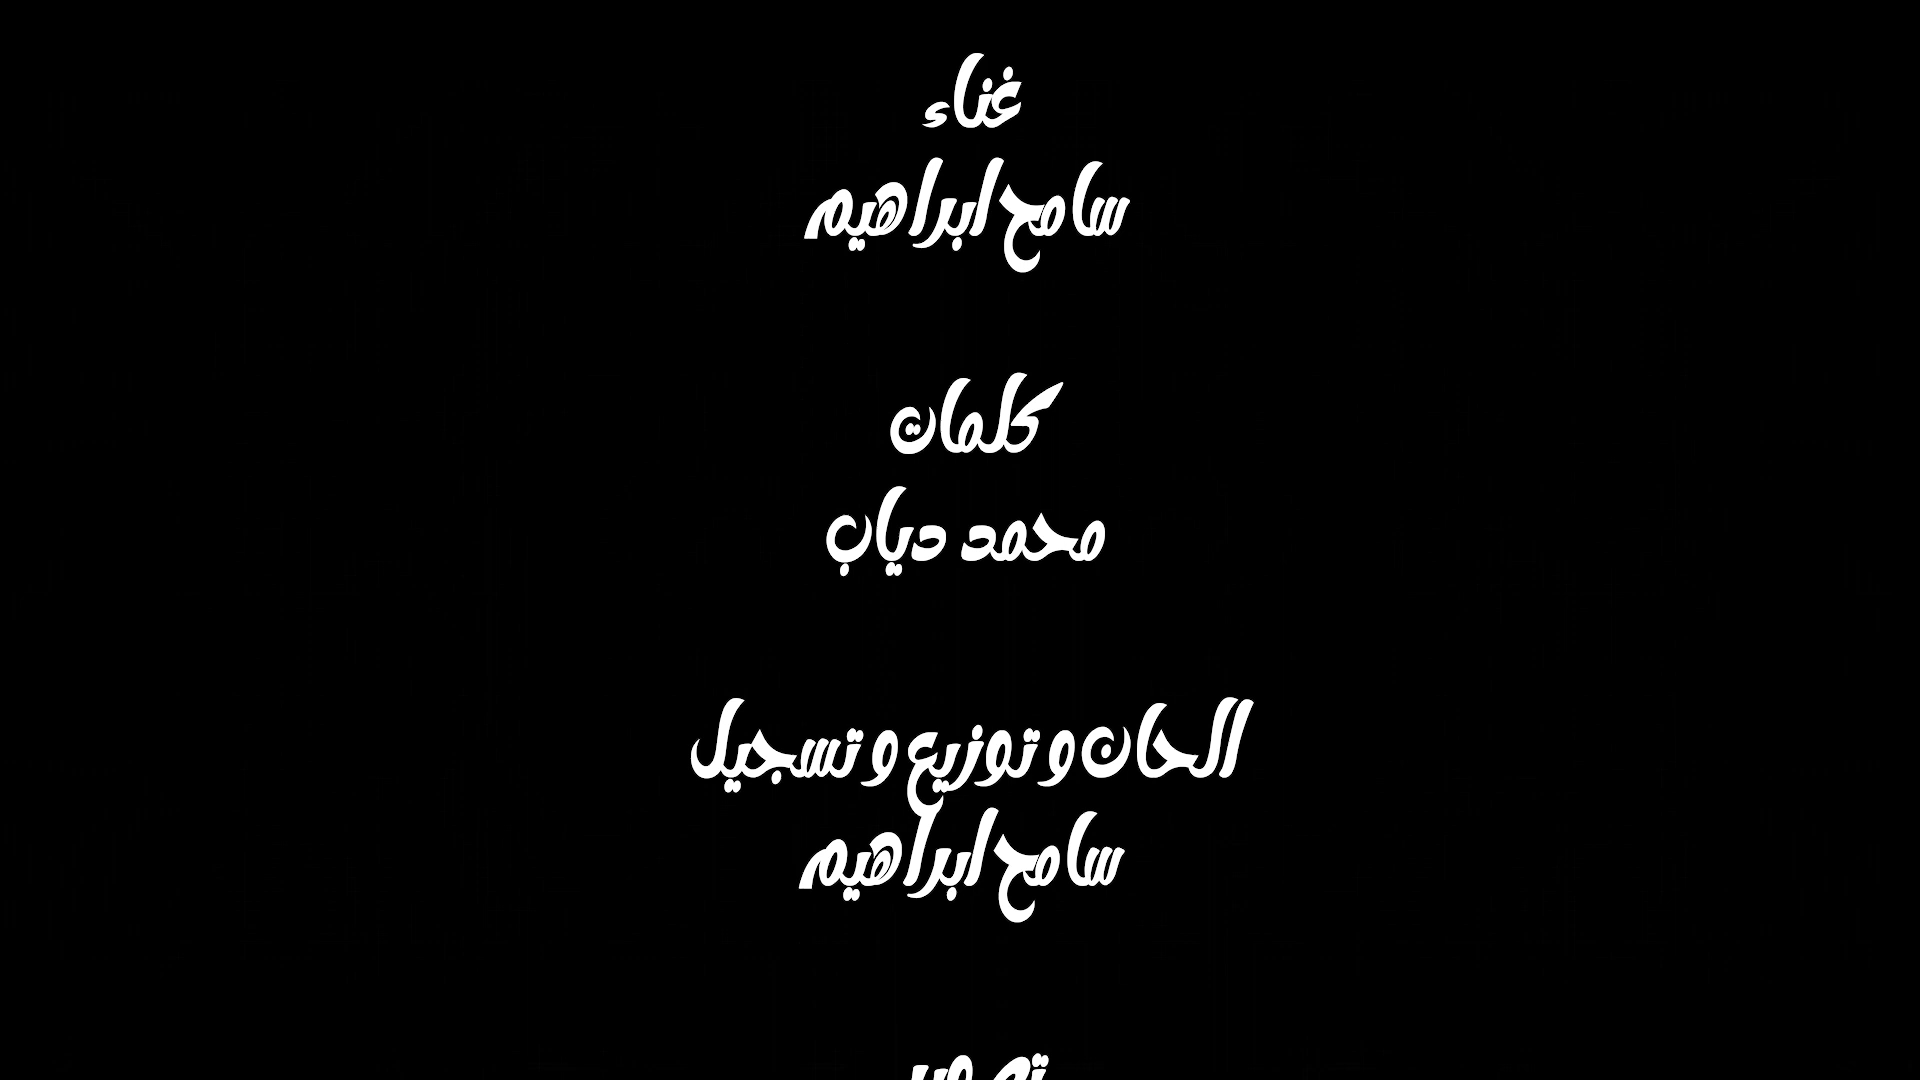 غناء
سامح ابراهيم
كلمات
محمد دياب
الحان و توزيع و تسجيل
سامح ابراهيم